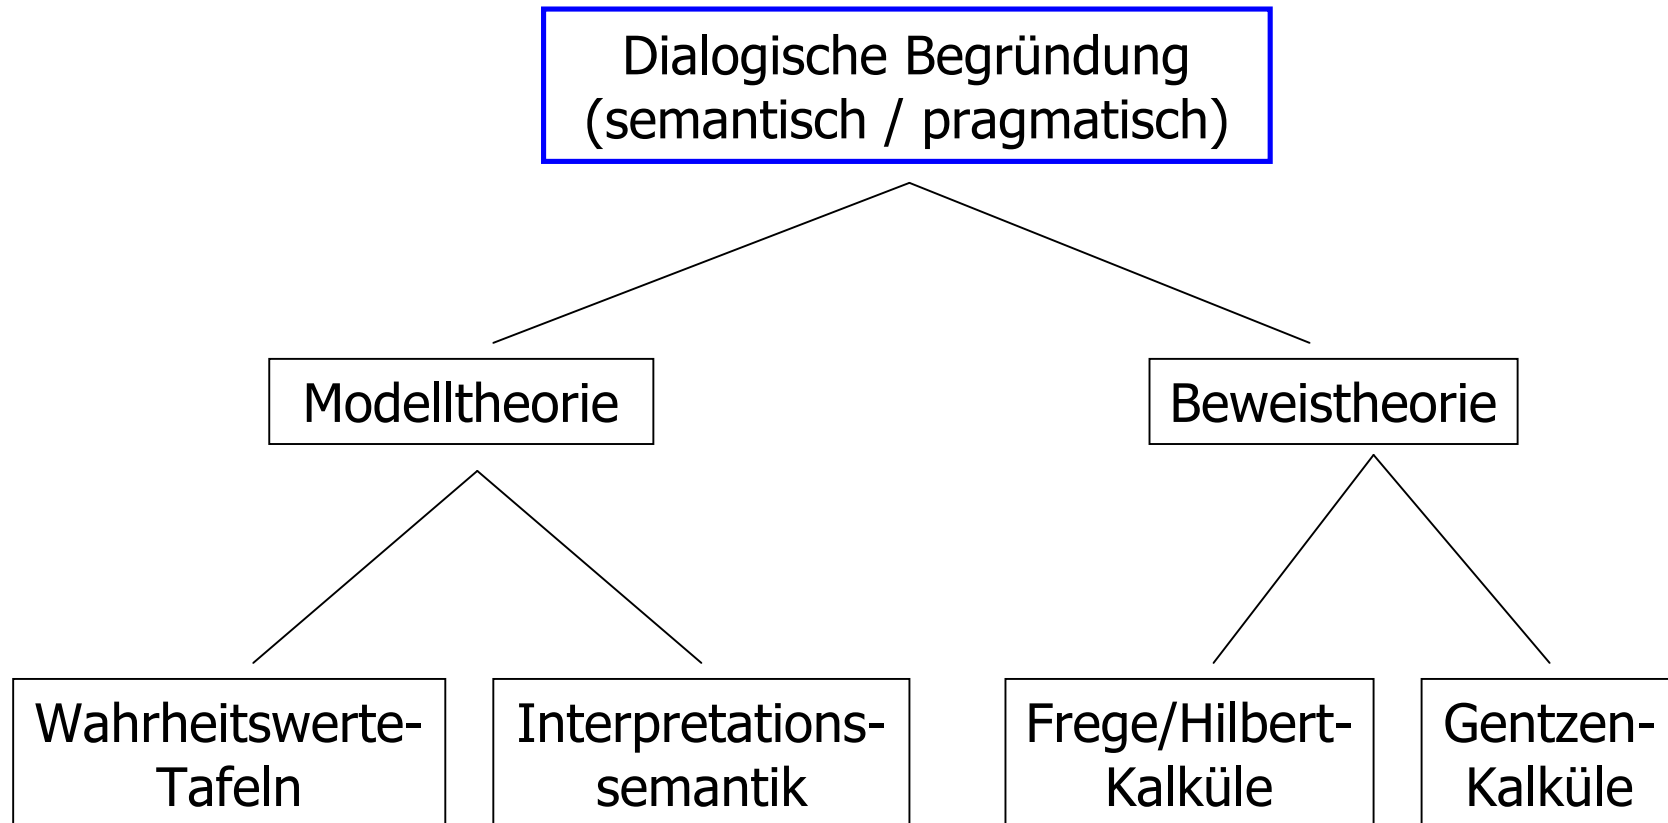 Dialogische Begründung
(semantisch / pragmatisch)
Modelltheorie
Beweistheorie
Wahrheitswerte-
Tafeln
Interpretations-
semantik
Frege/Hilbert-
Kalküle
Gentzen-
Kalküle